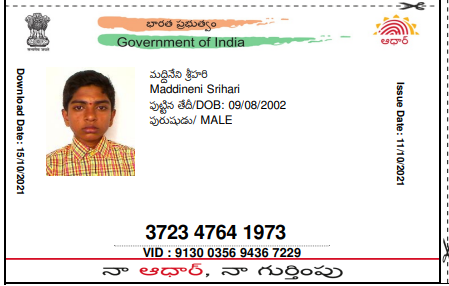 భారత ప్రభుత్వం
Government of India
ఆధార్
Download Date: 15/10/2021
మద్దినేని శ్రీహరి
Maddineni Srihari
పుట్టిన తేదీ/DOB: 09/08/2002
పురుషుడు/ MALE
Issue Date: 11/10/2021
3723 4764 1973
VID : 9130 0356 9436 7229
నా ఆధార్, నా గుర్తింపు